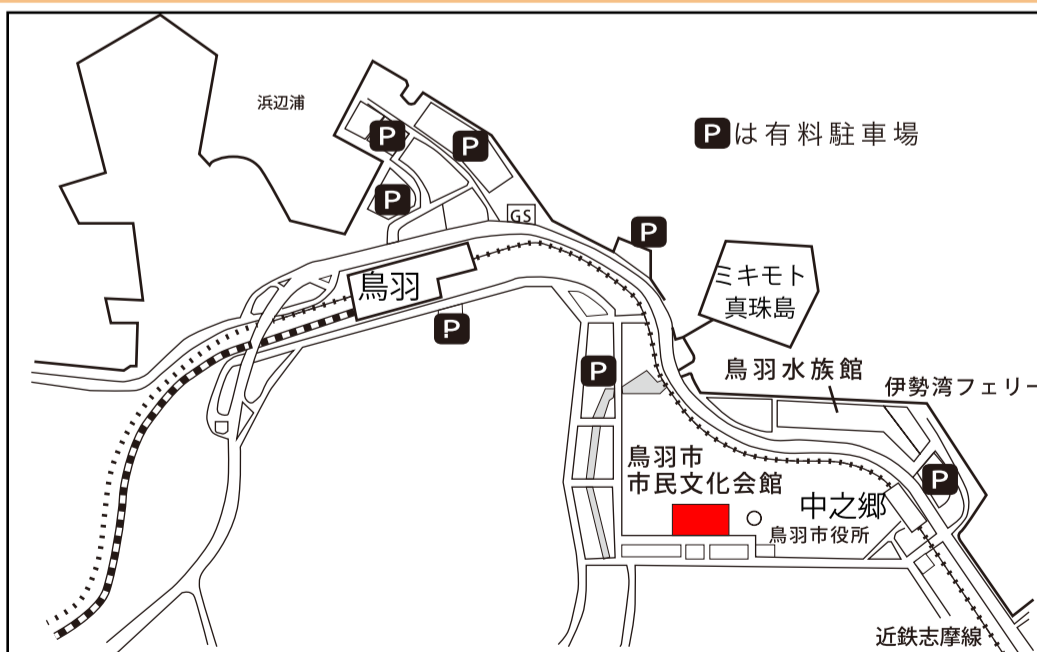 浜辺浦
P
P
Pは有料駐車場
P
GS
P
ミキモト
真珠島
鳥羽
P
P
鳥羽水族館
伊勢湾フェリー
鳥羽市
市民文化会館
P
中之郷
鳥羽市役所
近鉄志摩線